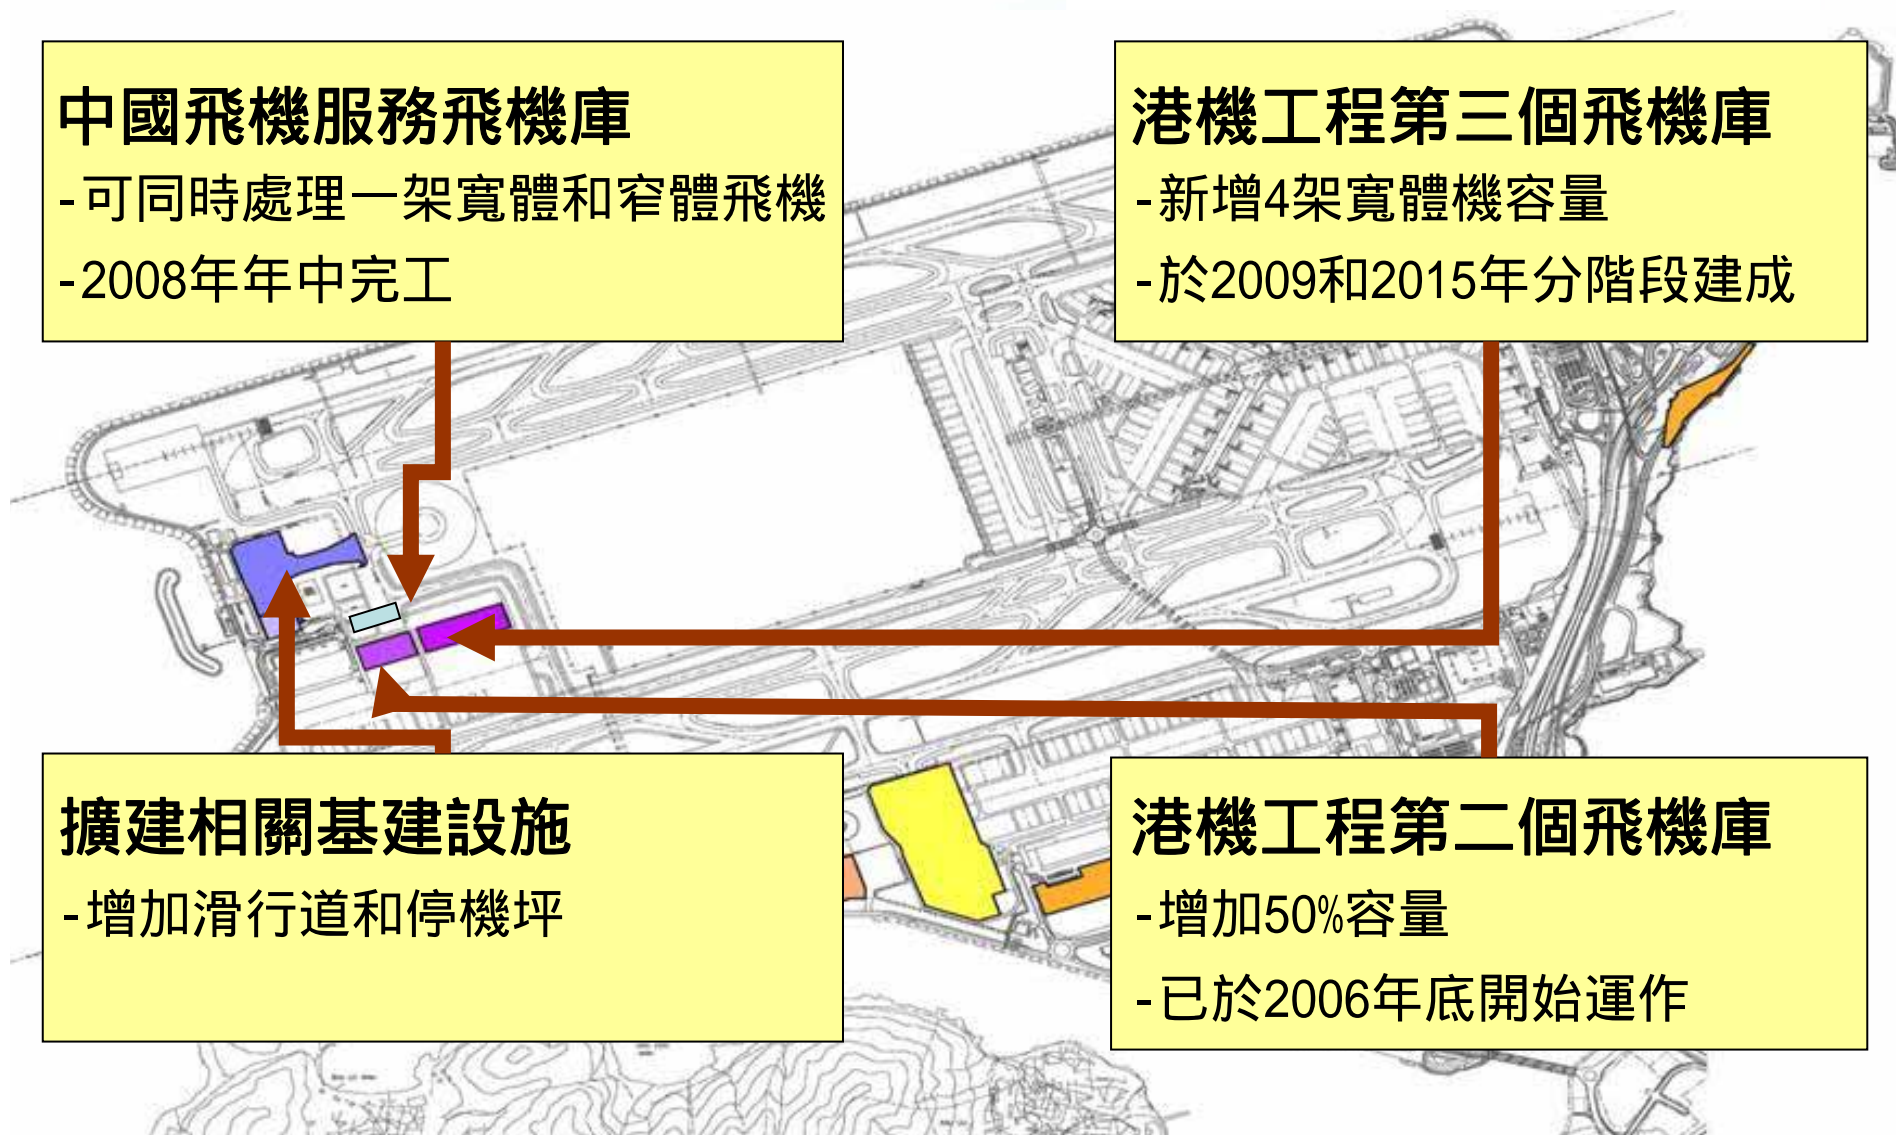 中國飛機服務飛機庫
-可同時處理一架寬體和窄體飛機
-2008年年中完工
港機工程第三個飛機庫
-新增4架寬體機容量
-於2009和2015年分階段建成
擴建相關基建設施
-增加滑行道和停機坪
港機工程第二個飛機庫
-增加50%容量
-已於2006年底開始運作